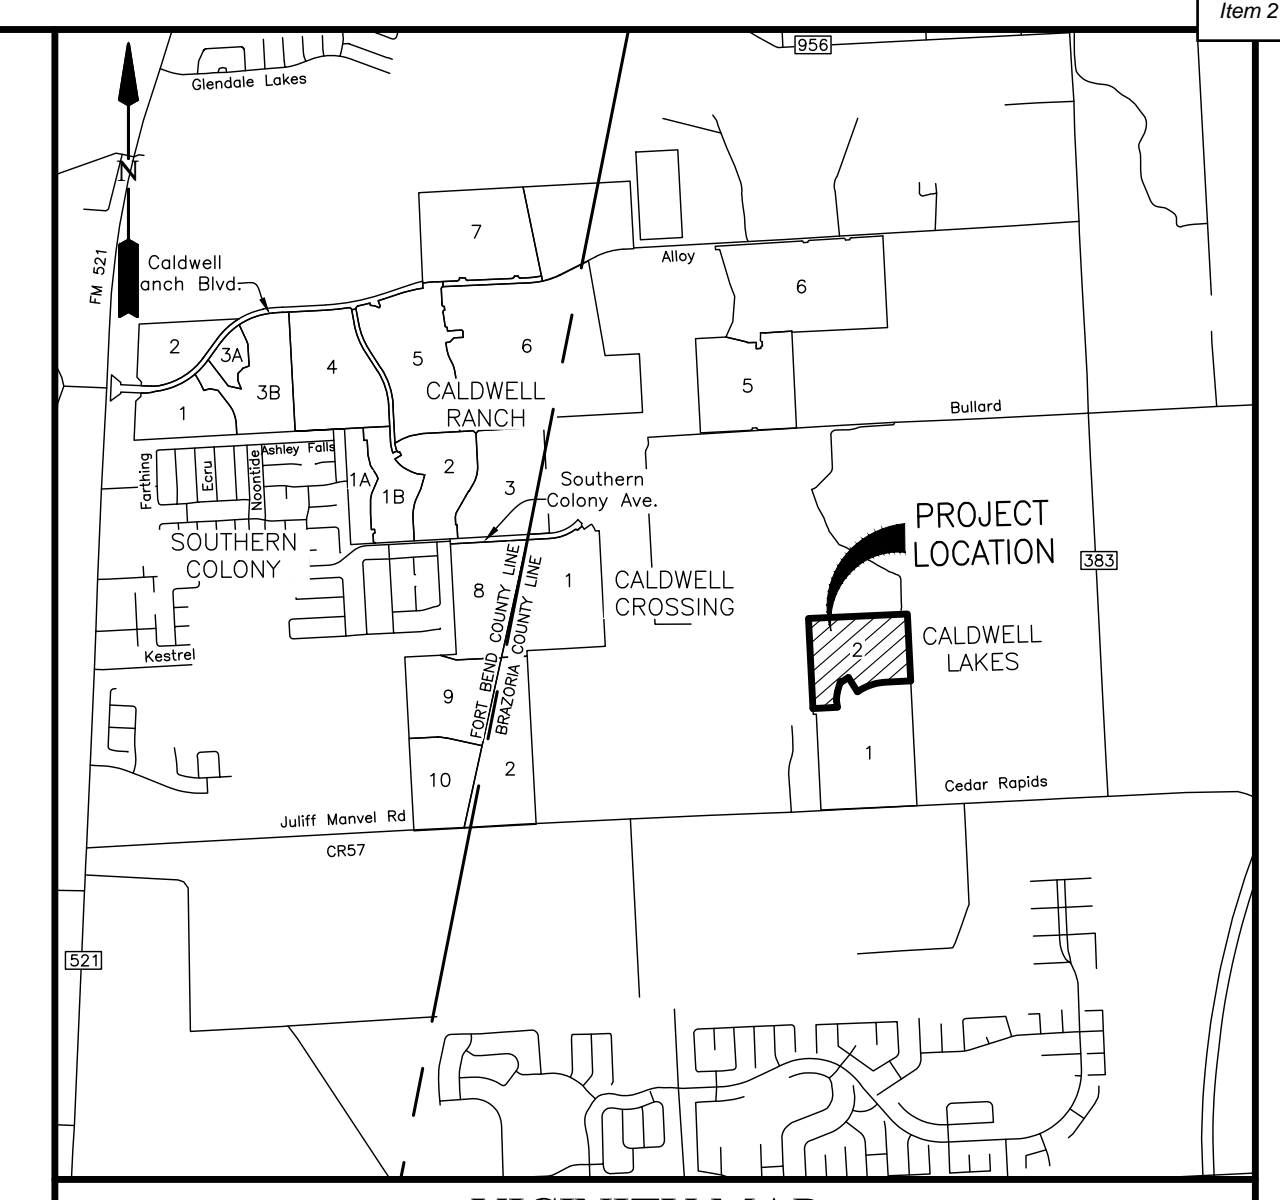 Item 2
956
Glendale Lakes
N
7
FM 521
Caldwell
anch Blvd.
Alloy
6
2
3A
3B
4
5
6
5
1
CALDWELL
RANCH
Bullard
Farthing
Ecru
Noontide
Ashley Falls
1A
1B
2
3
Southern
Colony Ave.
PROJECT
LOCATION
SOUTHERN
COLONY
383
8
1
CALDWELL
CROSSING
FORT BEND COUNTY LINE
BRAZORIA COUNTY LINE
Kestrel
2
CALDWELL
LAKES
9
10
2
1
Cedar Rapids
Juliff Manvel Rd
CR57
521
VICINITY MAP